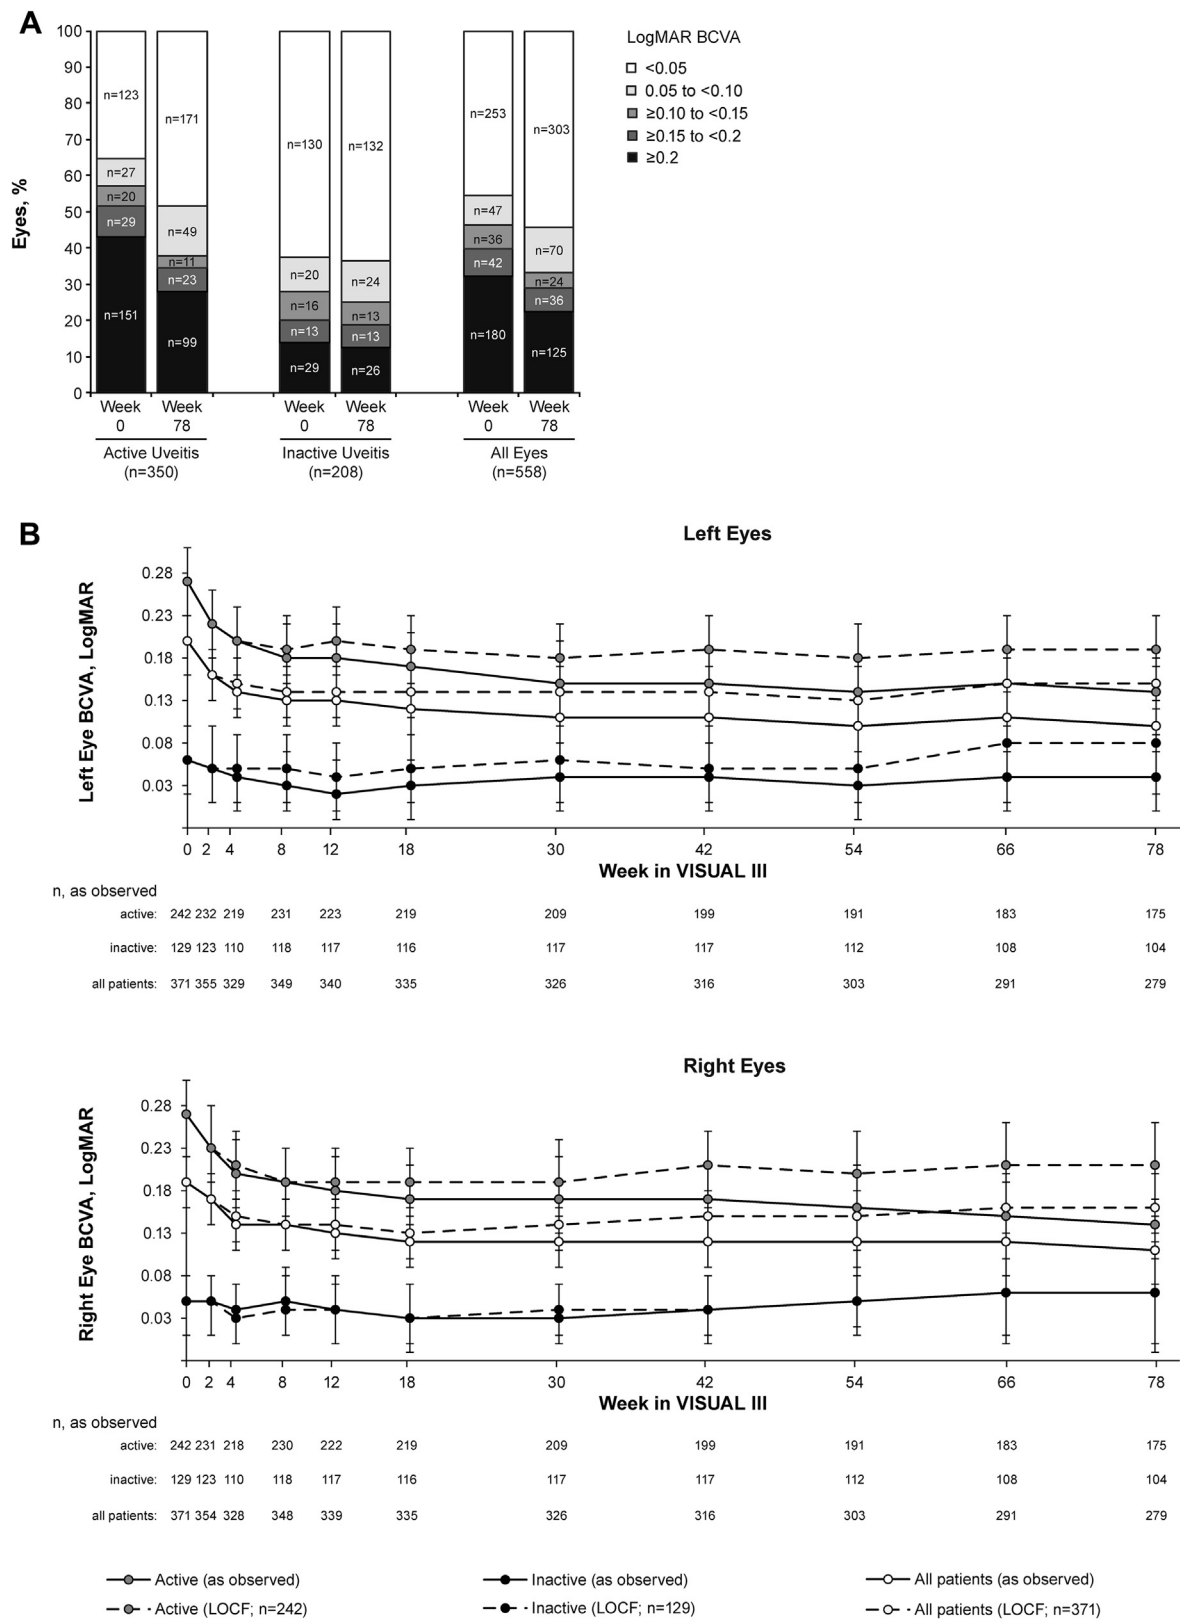 A
LogMAR BCVA
<0.05
0.05 to <0.10
≥0.10 to <0.15
≥0.15 to <0.2
≥0.2
Eyes, %
100
90
80
70
60
50
40
30
20
10
0
n=123
n=27
n=20
n=29
n=151
n=171
n=49
n=11
n=23
n=99
n=130
n=20
n=16
n=13
n=29
n=132
n=24
n=13
n=13
n=26
n=253
n=47
n=36
n=42
n=180
n=303
n=70
n=24
n=36
n=125
Week 0 Week 78 Week 0 Week 78 Week 0 Week 78
Active Uveitis Inactive Uveitis All Eyes
(n=350) (n=208) (n=558)
B
Left Eyes
Left Eye BCVA, LogMAR
0.28
0.23
0.18
0.13
0.08
0.03
0 2 4 8 12 18 30 42 54 66 78
Week in VISUAL III
n, as observed
active: 242 232 219 231 223 219 209 199 191 183 175
inactive: 129 123 110 118 117 116 117 117 112 108 104
all patients: 371 355 329 349 340 335 326 316 303 291 279
Right Eyes
Right Eye BCVA, LogMAR
0.28
0.23
0.18
0.13
0.08
0.03
0 2 4 8 12 18 30 42 54 66 78
Week in VISUAL III
n, as observed
active: 242 231 218 230 222 219 209 199 191 183 175
inactive: 129 123 110 118 117 116 117 117 112 108 104
all patients: 371 354 328 348 339 335 326 316 303 291 279
Active (as observed) Inactive (as observed) All patients (as observed)
Active (LOCF; n=242) Inactive (LOCF; n=129) All patients (LOCF; n=371)